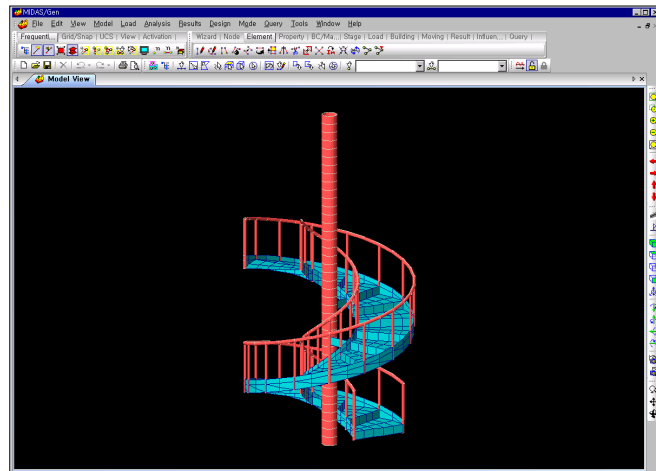 MIDAS/Gen
File Edit View Model Load Analysis Results Design Mode Query Tools Window Help
Frequentl... Grid/Snap | UCS | View | Activation | Wizard | Node Element Property | BC/Ma... | Stage | Load | Building | Moving | Result | Influen... | Query |
Model View